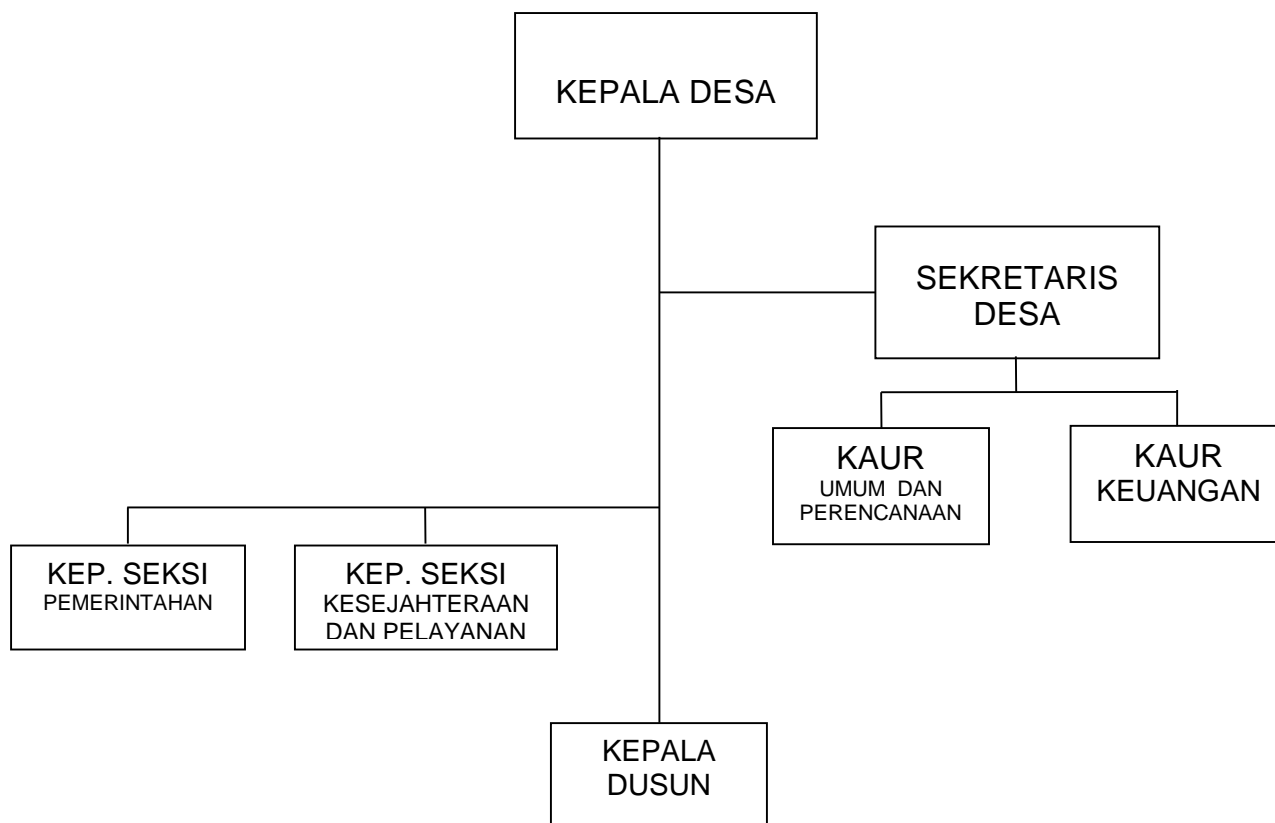 KEPALA DESA
SEKRETARIS
DESA
KAUR
UMUM DAN
PERENCANAAN
KAUR
KEUANGAN
KEP. SEKSI
PEMERINTAHAN
KEP. SEKSI
KESEJAHTERAAN
DAN PELAYANAN
KEPALA
DUSUN